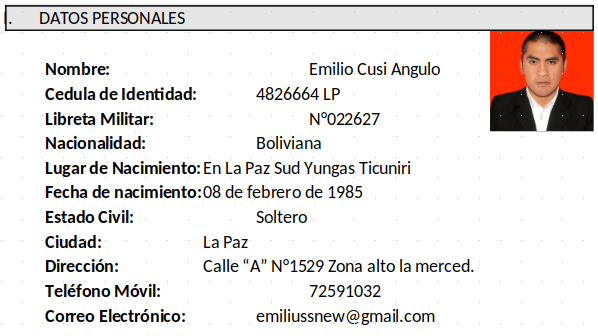 I. DATOS PERSONALES
Nombre: Emilio Cusi Angulo
Cedula de Identidad: 4826664 LP
Libreta Militar: N°022627
Nacionalidad: Boliviana
Lugar de Nacimiento: En La Paz Sud Yungas Ticuniri
Fecha de nacimiento: 08 de febrero de 1985
Estado Civil: Soltero
Ciudad: La Paz
Dirección: Calle “A” N°1529 Zona alto la merced.
Teléfono Móvil: 72591032
Correo Electrónico: emiliussnew@gmail.com